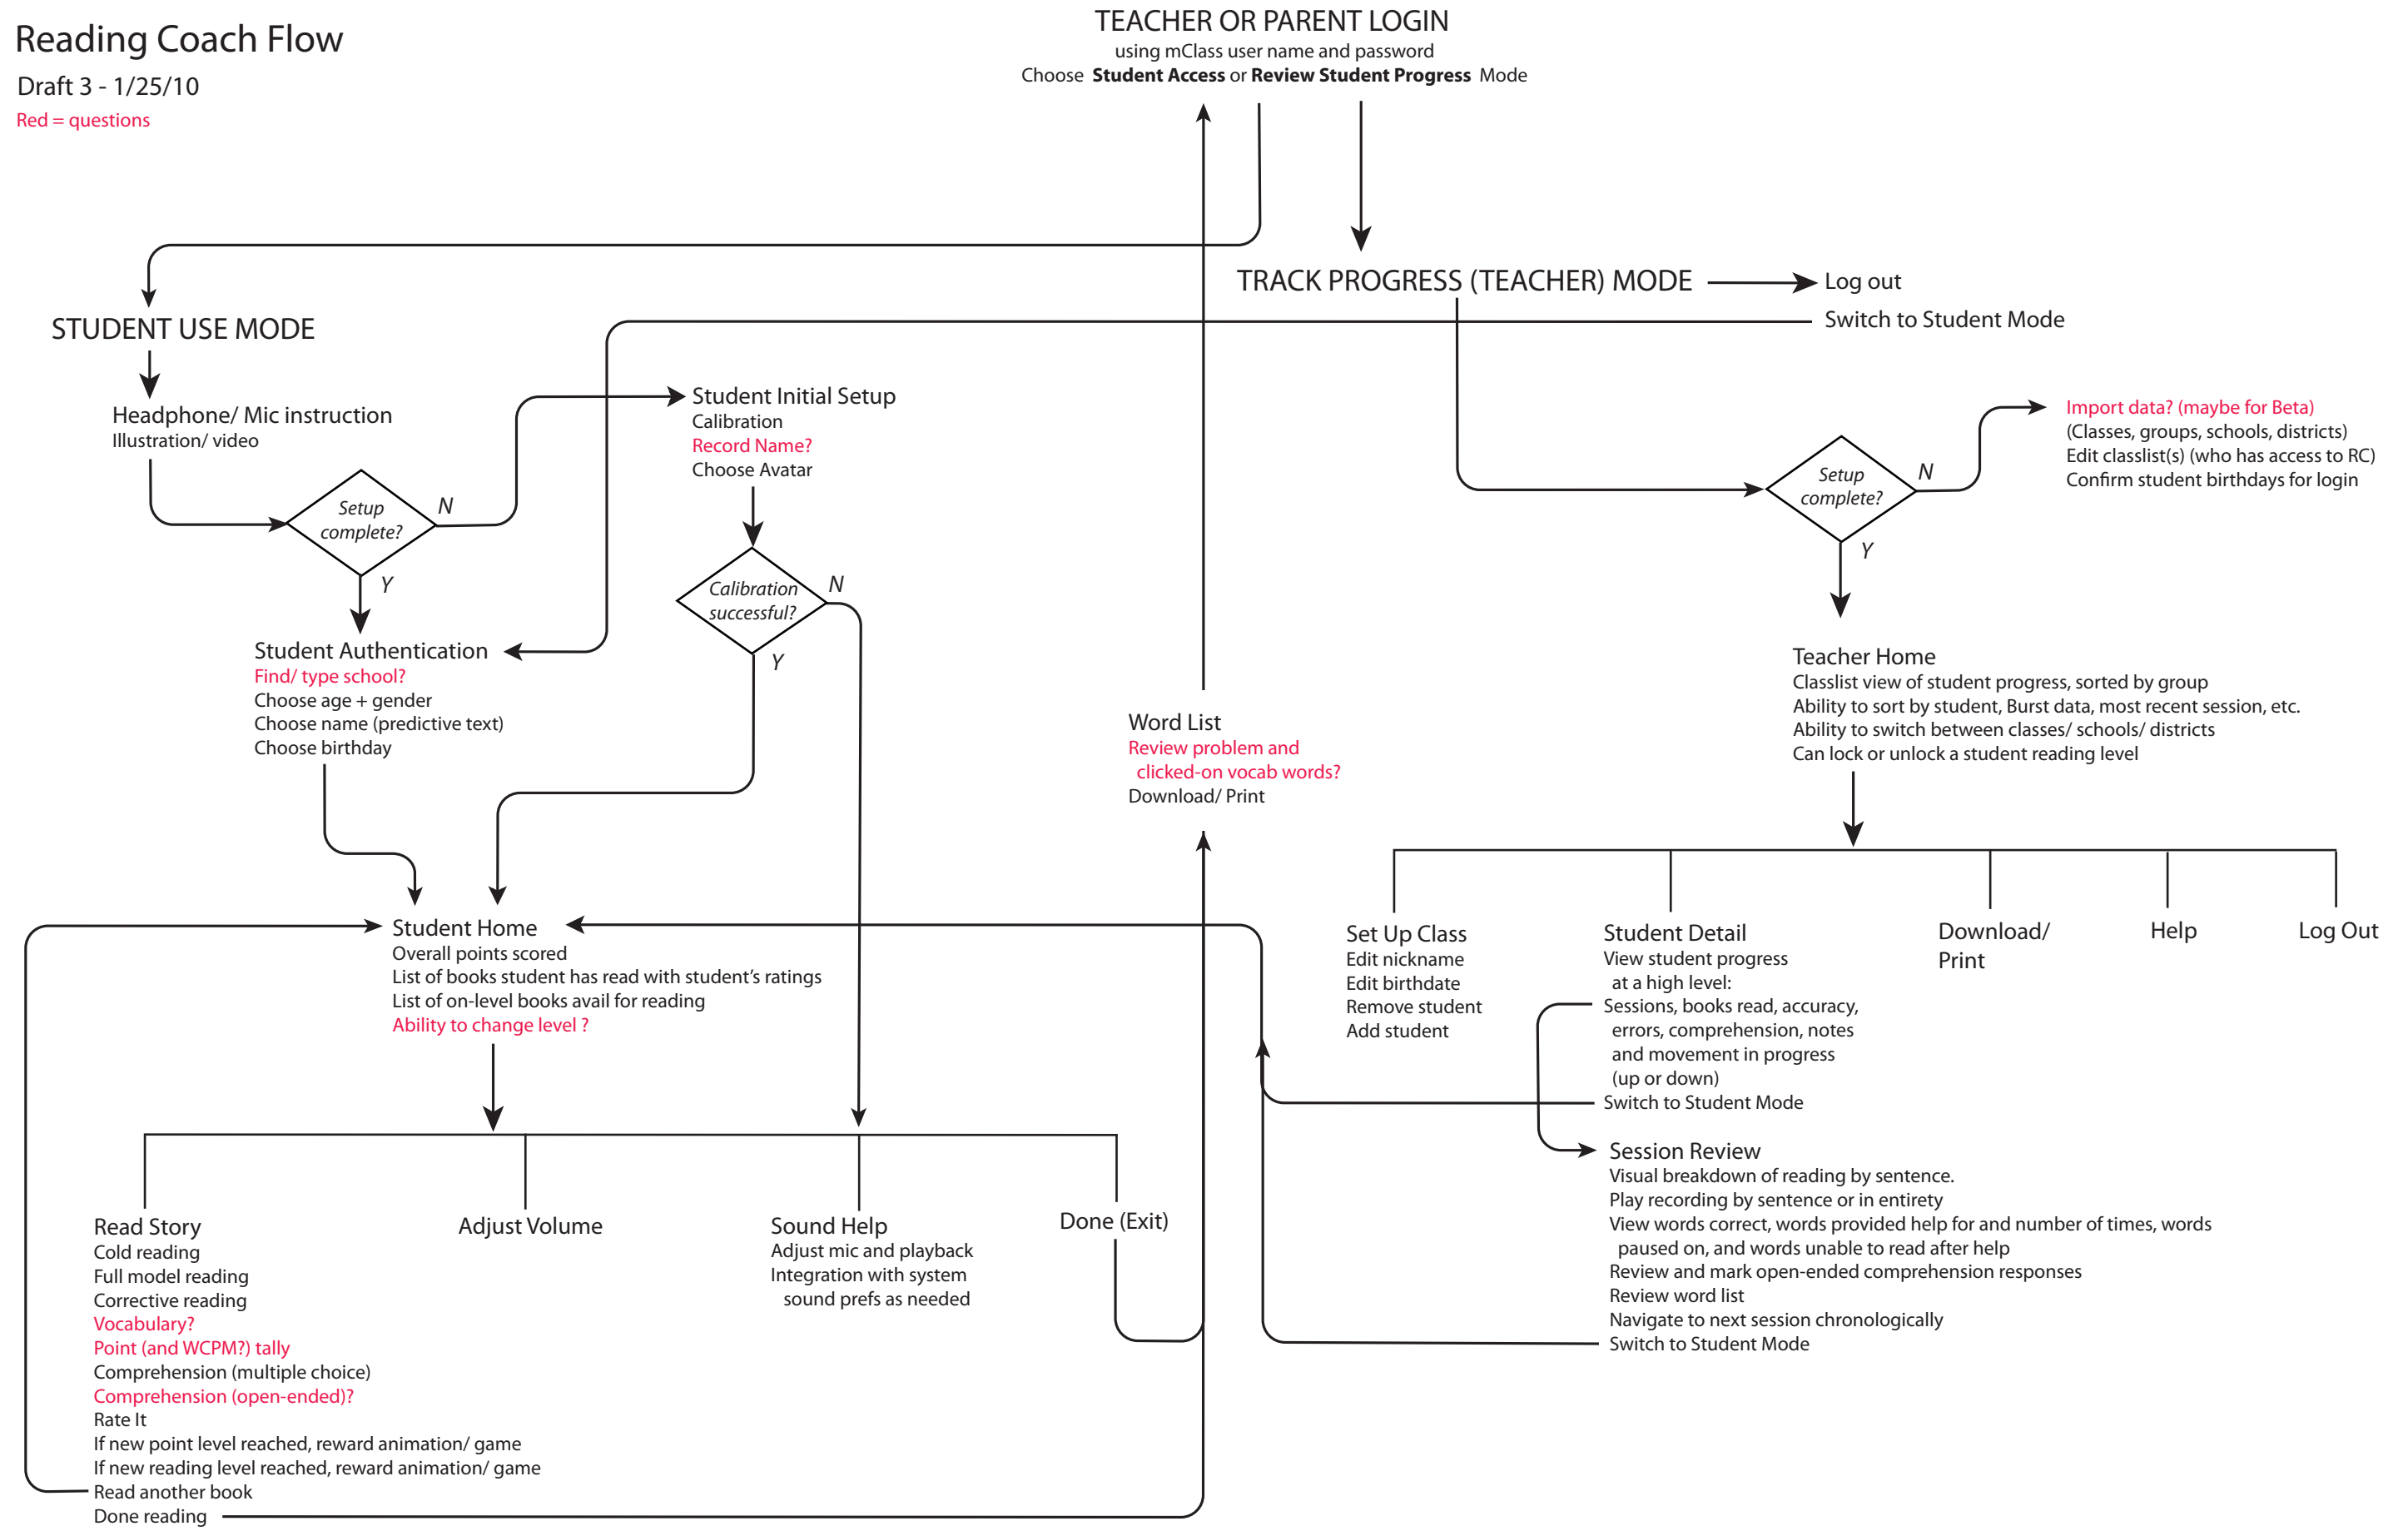 Reading Coach Flow
Draft 3 - 1/25/10
Red = questions
TEACHER OR PARENT LOGIN
using mClass user name and password
Choose Student Access or Review Student Progress Mode
STUDENT USE MODE
Headphone/ Mic instruction
Illustration/ video
Setup
complete?
N
Y
Student Initial Setup
Calibration
Record Name?
Choose Avatar
Calibration
successful?
N
Y
Student Authentication
Find/ type school?
Choose age + gender
Choose name (predictive text)
Choose birthday
Student Home
Overall points scored
List of books student has read with student's ratings
List of on-level books avail for reading
Ability to change level ?
Read Story
Cold reading
Full model reading
Corrective reading
Vocabulary?
Point (and WCPM?) tally
Comprehension (multiple choice)
Comprehension (open-ended)?
Rate It
If new point level reached, reward animation/ game
If new reading level reached, reward animation/ game
Read another book
Done reading
Adjust Volume
Sound Help
Adjust mic and playback
Integration with system
sound prefs as needed
Done (Exit)
Word List
Review problem and
clicked-on vocab words?
Download/ Print
TRACK PROGRESS (TEACHER) MODE
Log out
Switch to Student Mode
Setup
complete?
N
Y
Import data? (maybe for Beta)
(Classes, groups, schools, districts)
Edit classlist(s) (who has access to RC)
Confirm student birthdays for login
Teacher Home
Classlist view of student progress, sorted by group
Ability to sort by student, Burst data, most recent session, etc.
Ability to switch between classes/ schools/ districts
Can lock or unlock a student reading level
Set Up Class
Edit nickname
Edit birthdate
Remove student
Add student
Student Detail
View student progress
at a high level:
Sessions, books read, accuracy,
errors, comprehension, notes
and movement in progress
(up or down)
Switch to Student Mode
Download/
Print
Help
Log Out
Session Review
Visual breakdown of reading by sentence.
Play recording by sentence or in entirety
View words correct, words provided help for and number of times, words
paused on, and words unable to read after help
Review and mark open-ended comprehension responses
Review word list
Navigate to next session chronologically
Switch to Student Mode